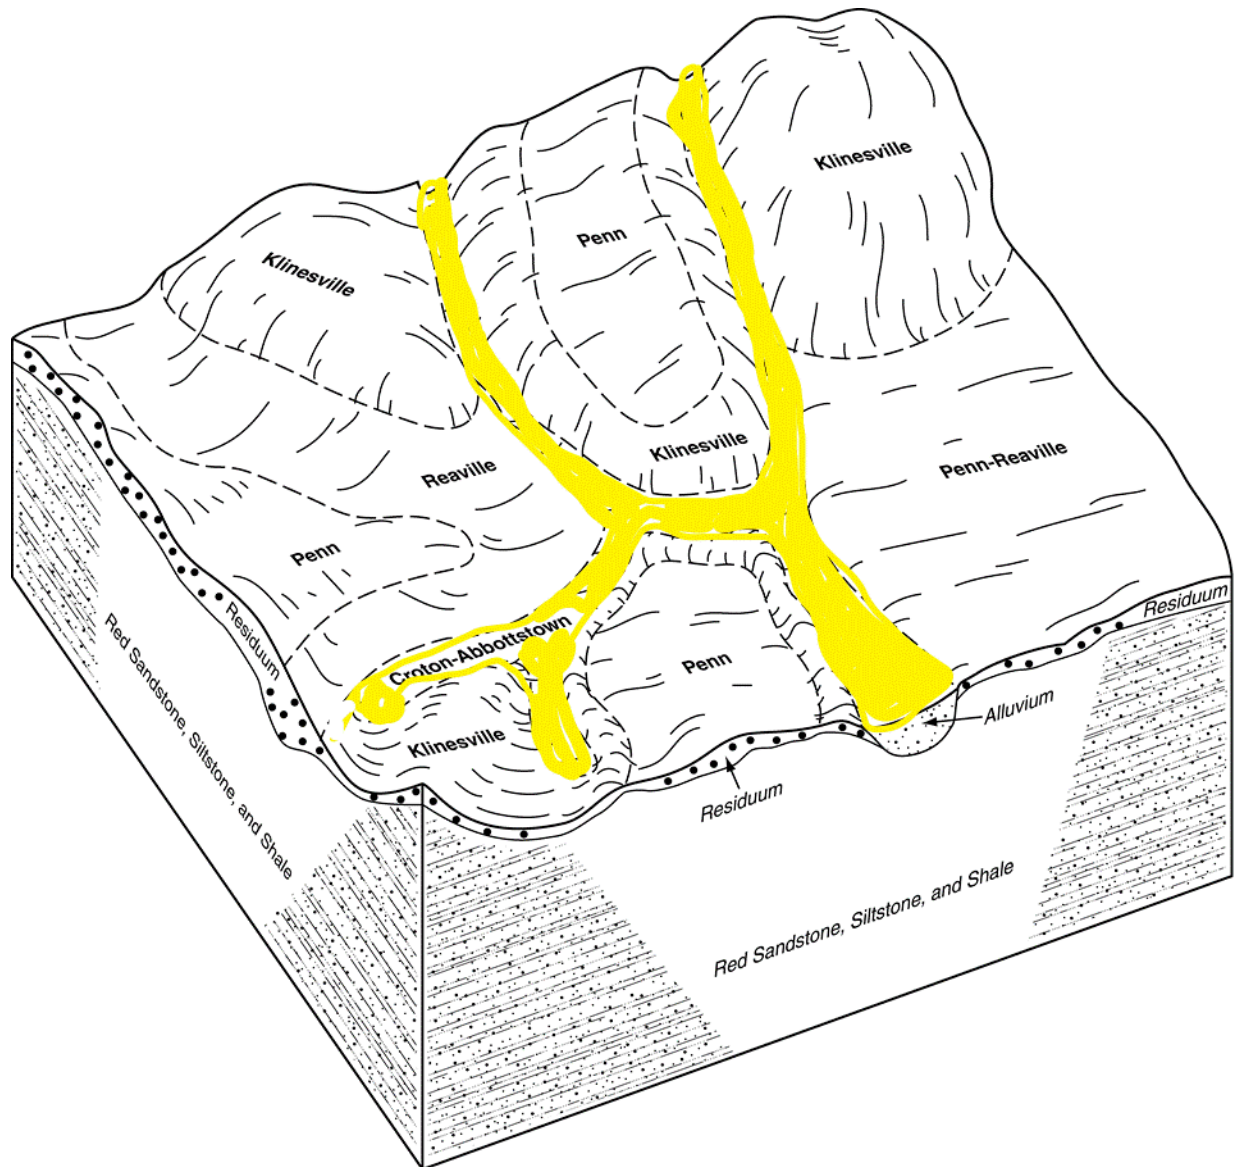 Klinesville
Penn
Klinesville
Klinesville
Penn-Reaville
Reaville
Penn
Residuum
Residuum
Croton-Abbottstown
Penn
Alluvium
Klinesville
Residuum
Red Sandstone, Siltstone, and Shale
Red Sandstone, Siltstone, and Shale